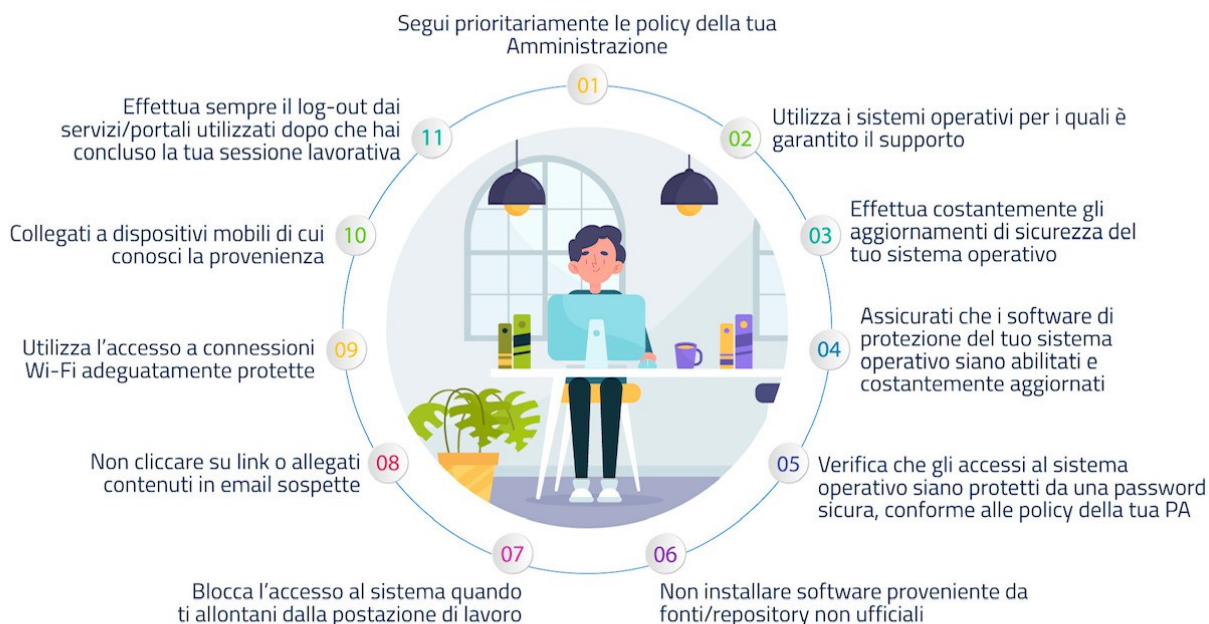 01
Segui prioritariamente le policy della tua
Amministrazione
02
Utilizza i sistemi operativi per i quali è
garantito il supporto
03
Effettua costantemente gli
aggiornamenti di sicurezza del
tuo sistema operativo
04
Assicurati che i software di
protezione del tuo sistema
operativo siano abilitati e
costantemente aggiornati
05
Verifica che gli accessi al sistema
operativo siano protetti da una password
sicura, conforme alle policy della tua PA
06
Non installare software proveniente da
fonti/repository non ufficiali
07
Blocca l’accesso al sistema quando
ti allontani dalla postazione di lavoro
08
Non cliccare su link o allegati
contenuti in email sospette
09
Utilizza l’accesso a connessioni
Wi-Fi adeguatamente protette
10
Collegati a dispositivi mobili di cui
conosci la provenienza
11
Effettua sempre il log-out dai
servizi/portali utilizzati dopo che hai
concluso la tua sessione lavorativa